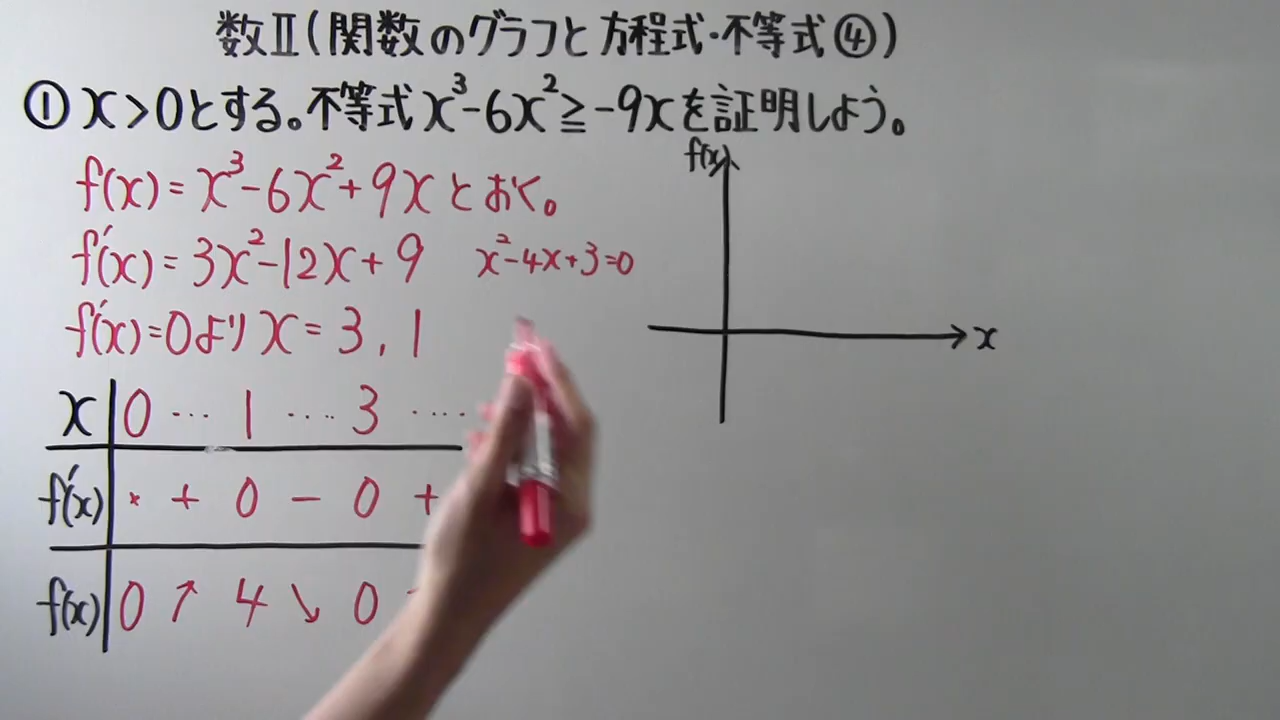 数Ⅱ(関数のグラフと方程式・不等式④)
① x>0とする。不等式 x³-6x²≧-9xを証明しよう。
f(x)=x³-6x²+9xとおく。
f'(x)=3x²-12x+9 x²-4x+3=0
f'(x)=0より x=3,1
x 0 … 1 … 3 …
f'(x) × + 0 - 0 +
f(x) 0 ↗ 4 ↘ 0
f(x)
x